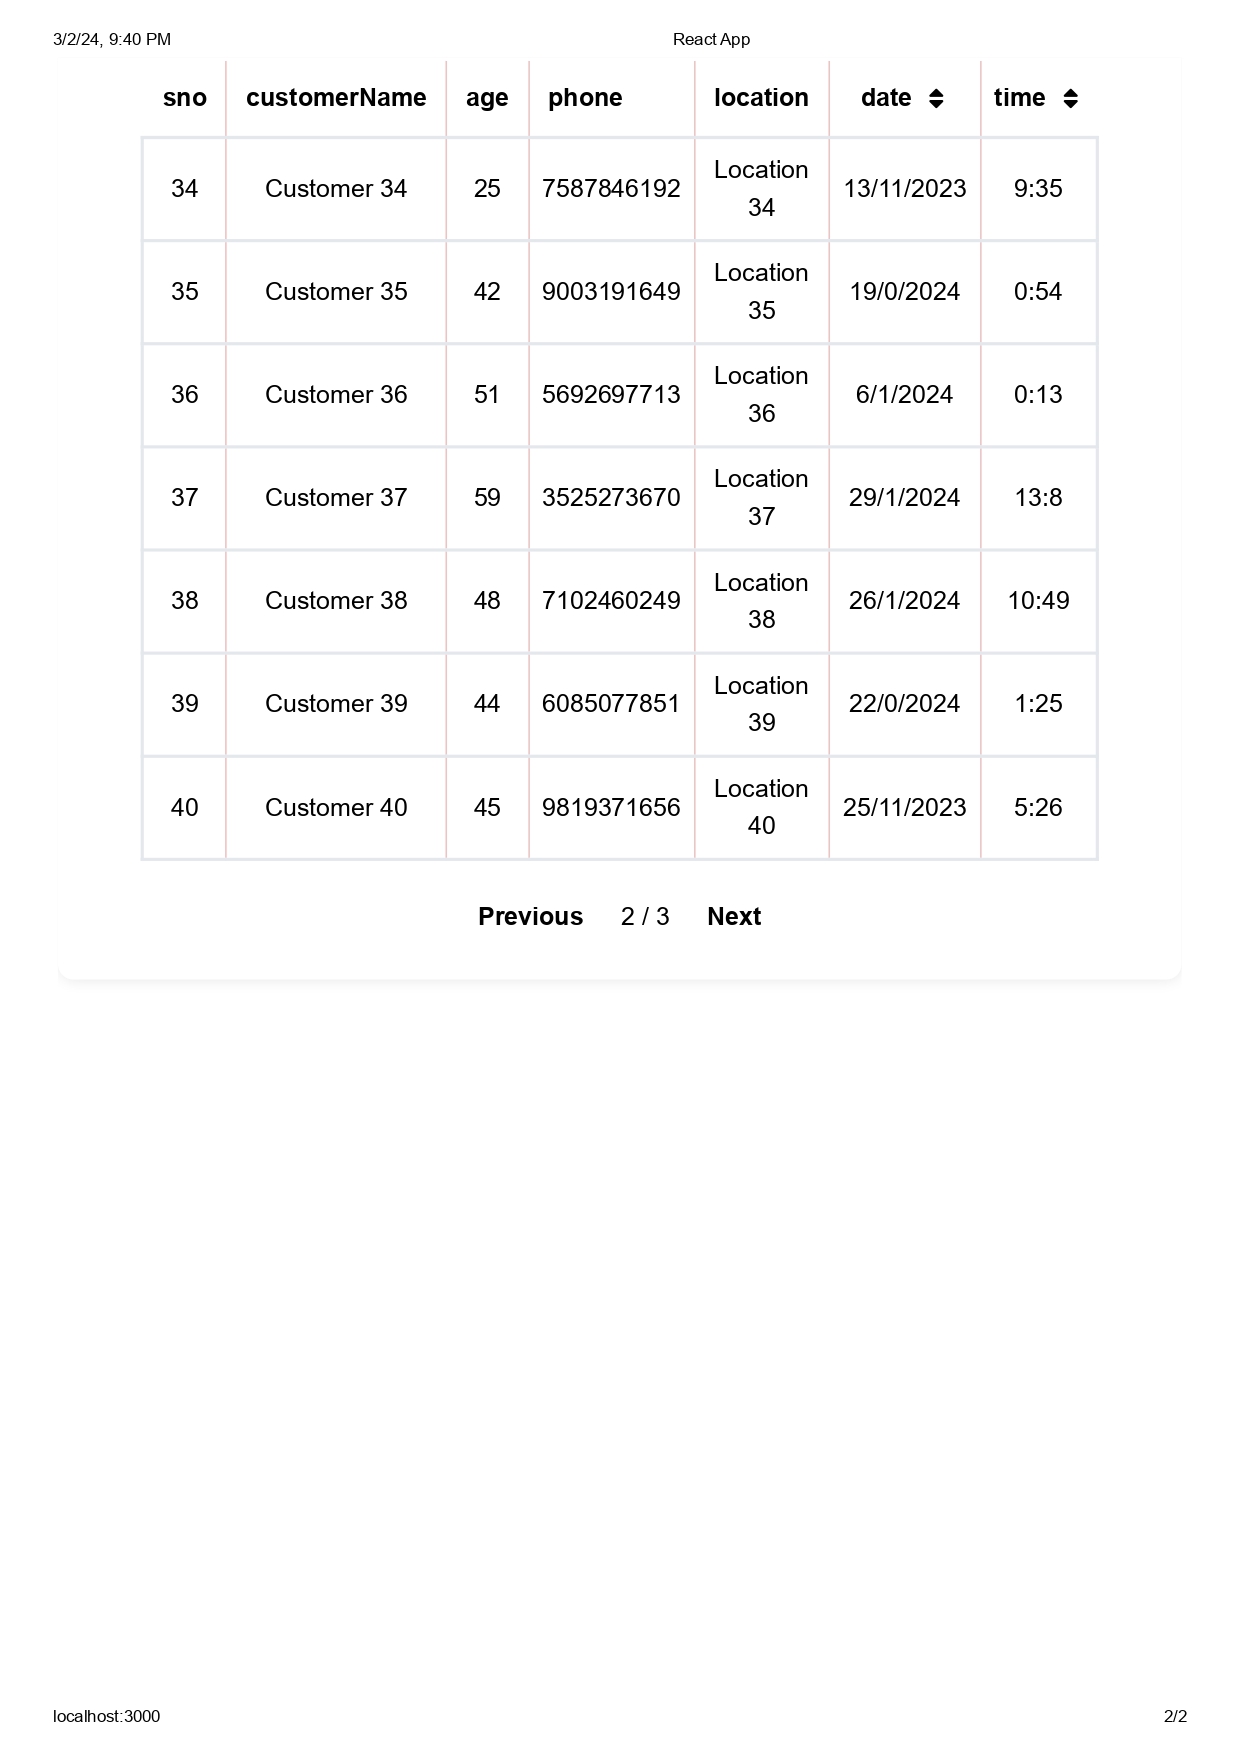 3/2/24, 9:40 PM React App
sno customerName age phone location date time
34 Customer 34 25 7587846192 Location 34 13/11/2023 9:35
35 Customer 35 42 9003191649 Location 35 19/0/2024 0:54
36 Customer 36 51 5692697713 Location 36 6/1/2024 0:13
37 Customer 37 59 3525273670 Location 37 29/1/2024 13:8
38 Customer 38 48 7102460249 Location 38 26/1/2024 10:49
39 Customer 39 44 6085077851 Location 39 22/0/2024 1:25
40 Customer 40 45 9819371656 Location 40 25/11/2023 5:26
Previous 2 / 3 Next
localhost:3000 2/2